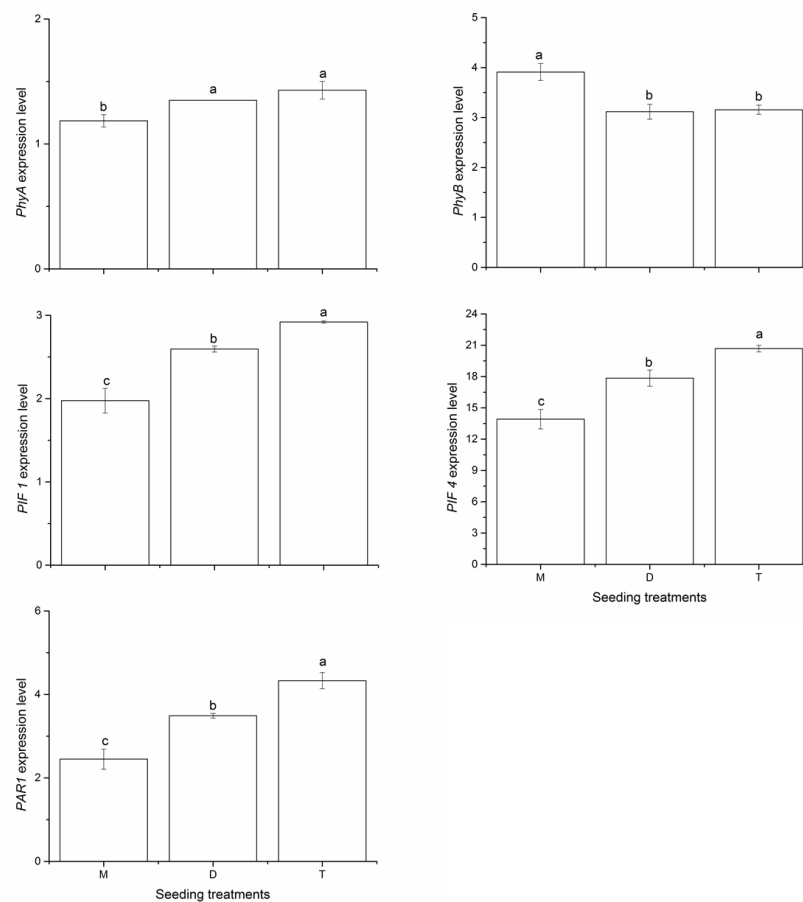 2
1
0
PhyA expression level
b
a
a
5
4
3
2
1
0
PhyB expression level
a
b
b
3
2
1
0
PIF 1 expression level
c
b
a
24
21
18
15
12
9
6
3
0
PIF 4 expression level
c
b
a
M D T
Seeding treatments
6
4
2
0
PAR1 expression level
c
b
a
M D T
Seeding treatments